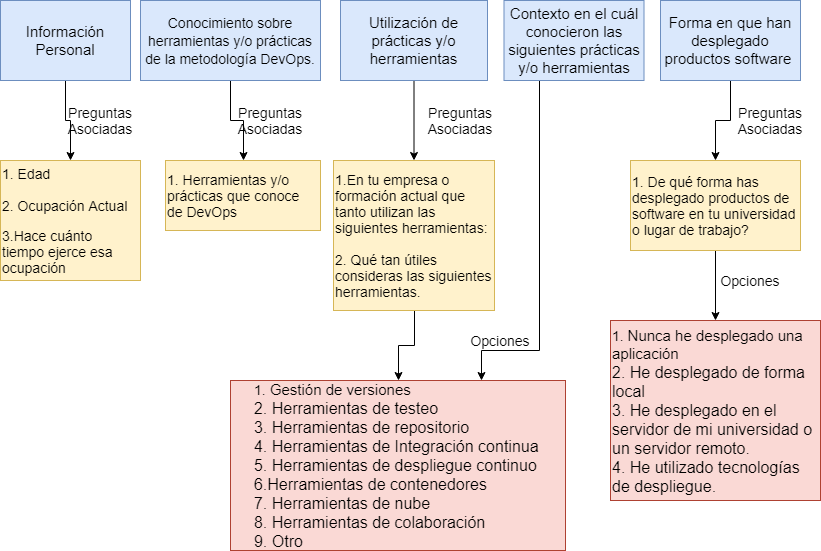 Información
Personal
Conocimiento sobre
herramientas y/o prácticas
de la metodología DevOps.
Utilización de
prácticas y/o
herramientas
Contexto en el cuál
conocieron las
siguientes prácticas
y/o herramientas
Forma en que han
desplegado
productos software
Preguntas
Asociadas
Preguntas
Asociadas
Preguntas
Asociadas
Preguntas
Asociadas
1. Edad
2. Ocupación Actual
3.Hace cuánto
tiempo ejerce esa
ocupación
1. Herramientas y/o
prácticas que conoce
de DevOps
1.En tu empresa o
formación actual que
tanto utilizan las
siguientes herramientas:
2. Qué tan útiles
consideras las siguientes
herramientas.
1. De qué forma has
desplegado productos de
software en tu universidad
o lugar de trabajo?
Opciones
Opciones
1. Gestión de versiones
2. Herramientas de testeo
3. Herramientas de repositorio
4. Herramientas de Integración continua
5. Herramientas de despliegue continuo
6.Herramientas de contenedores
7. Herramientas de nube
8. Herramientas de colaboración
9. Otro
1. Nunca he desplegado una
aplicación
2. He desplegado de forma
local
3. He desplegado en el
servidor de mi universidad o
un servidor remoto.
4. He utilizado tecnologías
de despliegue.